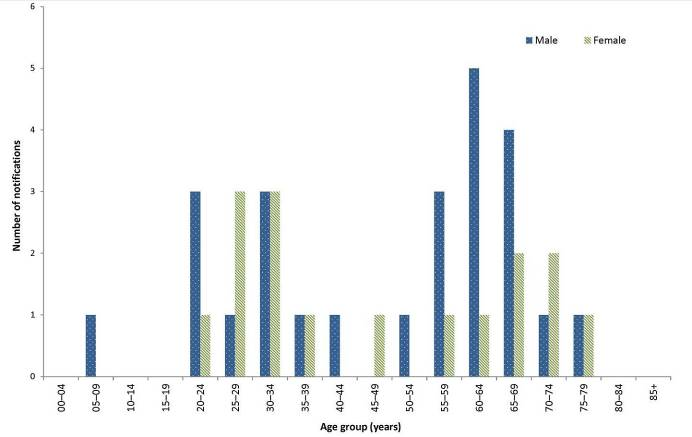 6
Male Female
5
4
3
2
1
0
Number of notifications
00–04 05–09 10–14 15–19 20–24 25–29 30–34 35–39 40–44 45–49 50–54 55–59 60–64 65–69 70–74 75–79 80–84 85+
Age group (years)